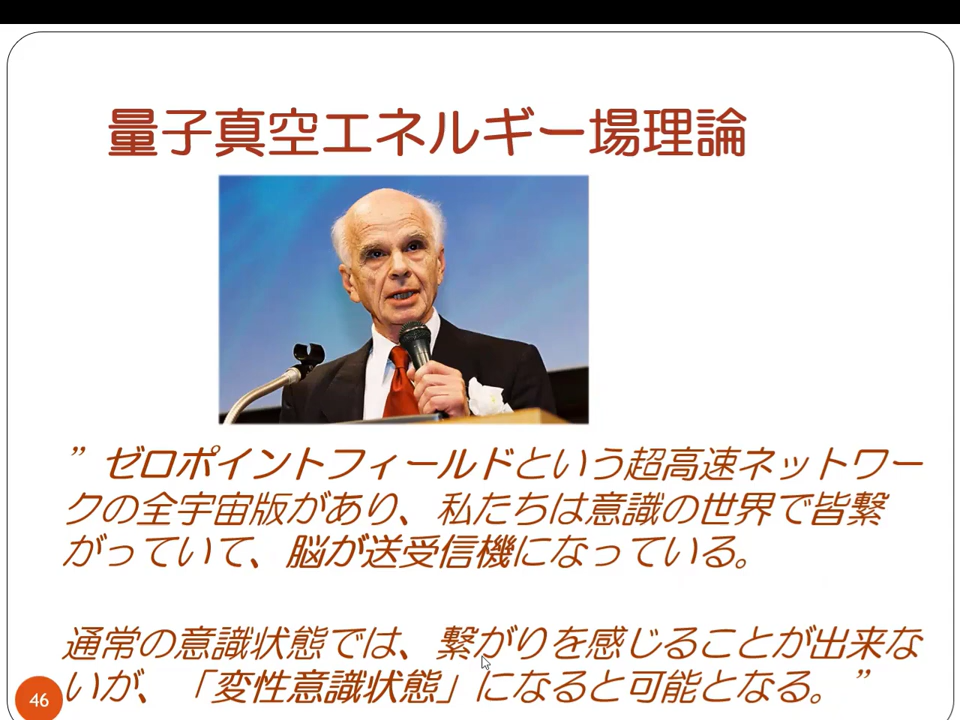 量子真空エネルギー場理論
”ゼロポイントフィールドという超高速ネットワー
クの全宇宙版があり、私たちは意識の世界で皆繋
がっていて、脳が送受信機になっている。
通常の意識状態では、繋がりを感じることが出来な
いが、「変性意識状態」になると可能となる。”
46